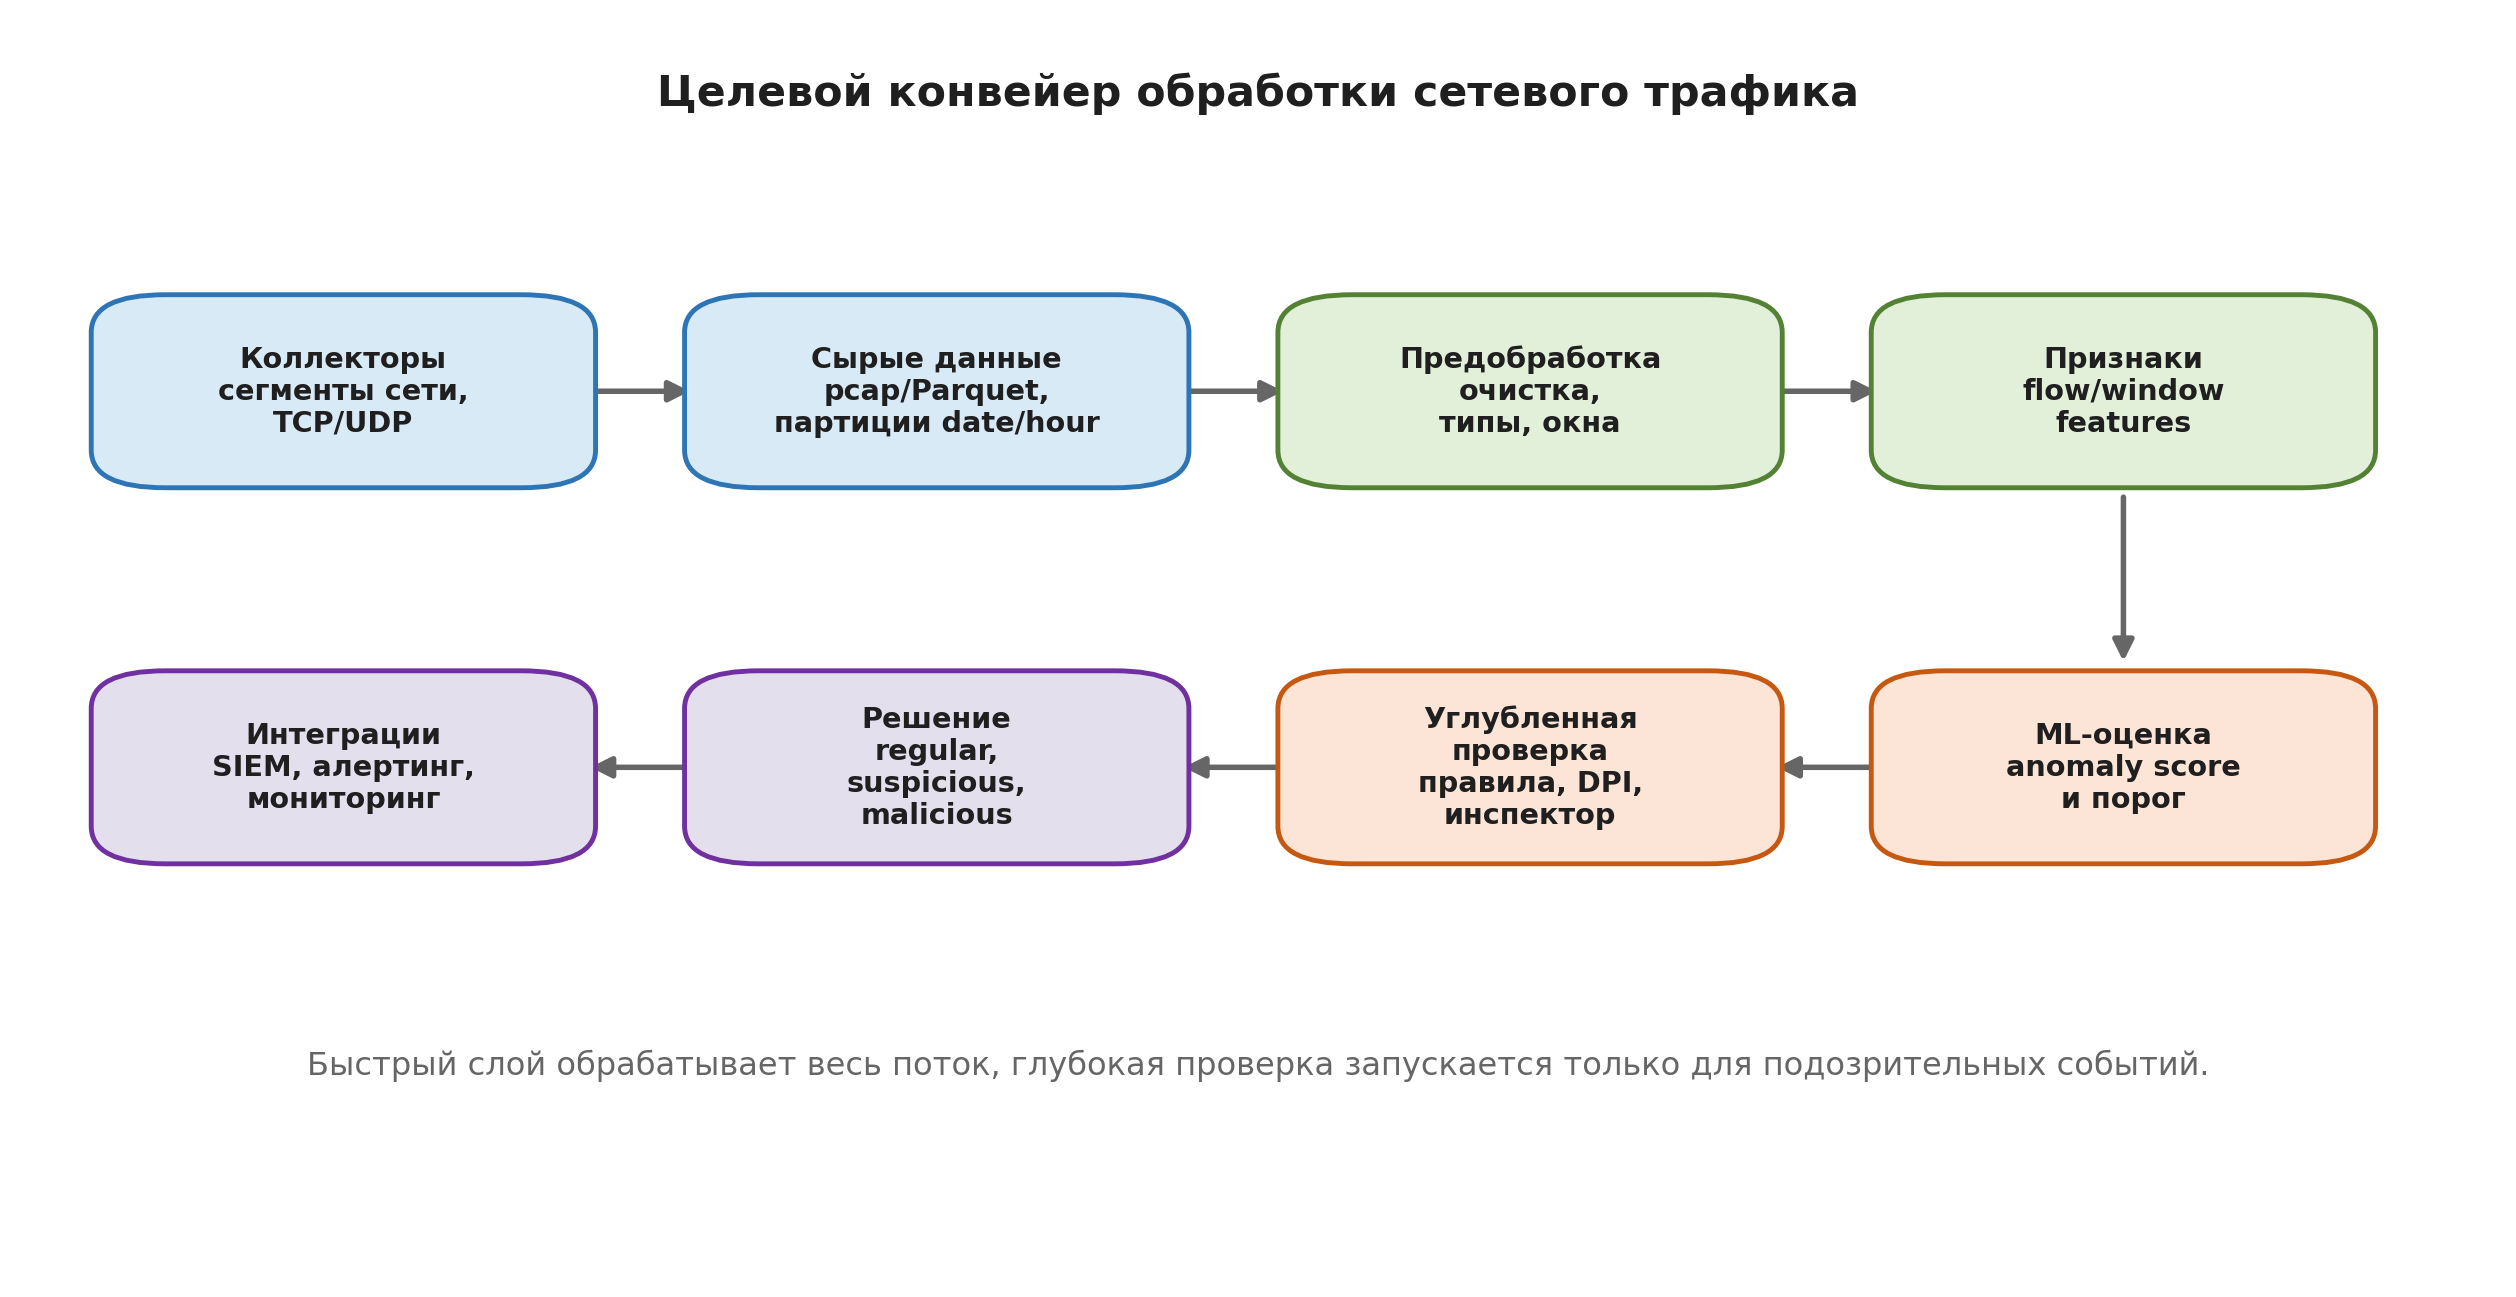 Целевой конвейер обработки сетевого трафика
Коллекторы
сегменты сети,
TCP/UDP
Сырые данные
pcap/Parquet,
партиции date/hour
Предобработка
очистка,
типы, окна
Признаки
flow/window
features
Интеграции
SIEM, алертинг,
мониторинг
Решение
regular,
suspicious,
malicious
Углубленная
проверка
правила, DPI,
инспектор
ML-оценка
anomaly score
и порог
Быстрый слой обрабатывает весь поток, глубокая проверка запускается только для подозрительных событий.